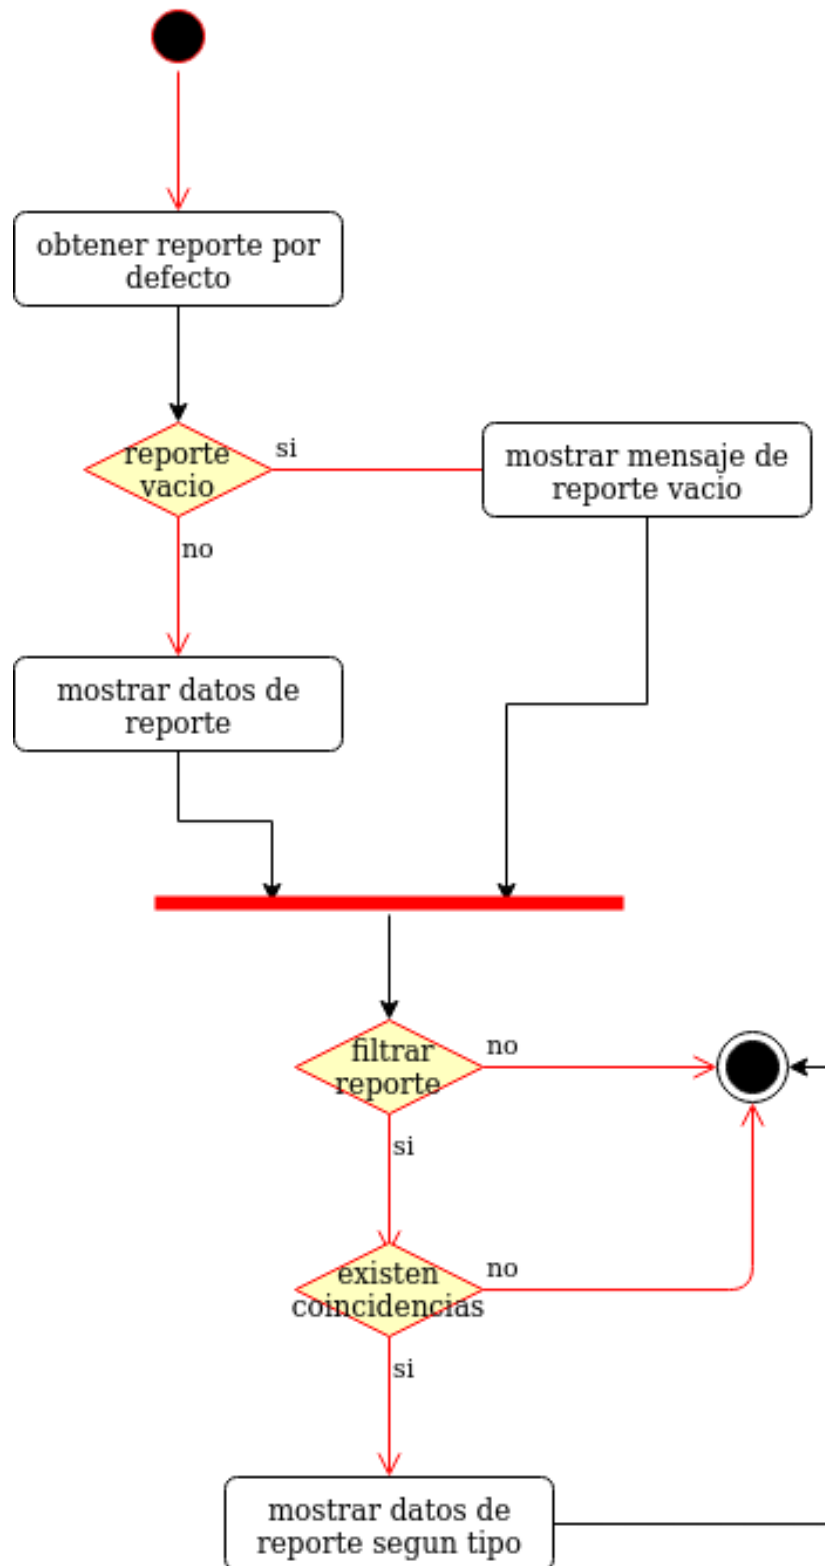 obtener reporte por
defecto
reporte
vacio
si
mostrar mensaje de
reporte vacio
no
mostrar datos de
reporte
filtrar
reporte
no
si
existen
coincidencias
no
si
mostrar datos de
reporte segun tipo